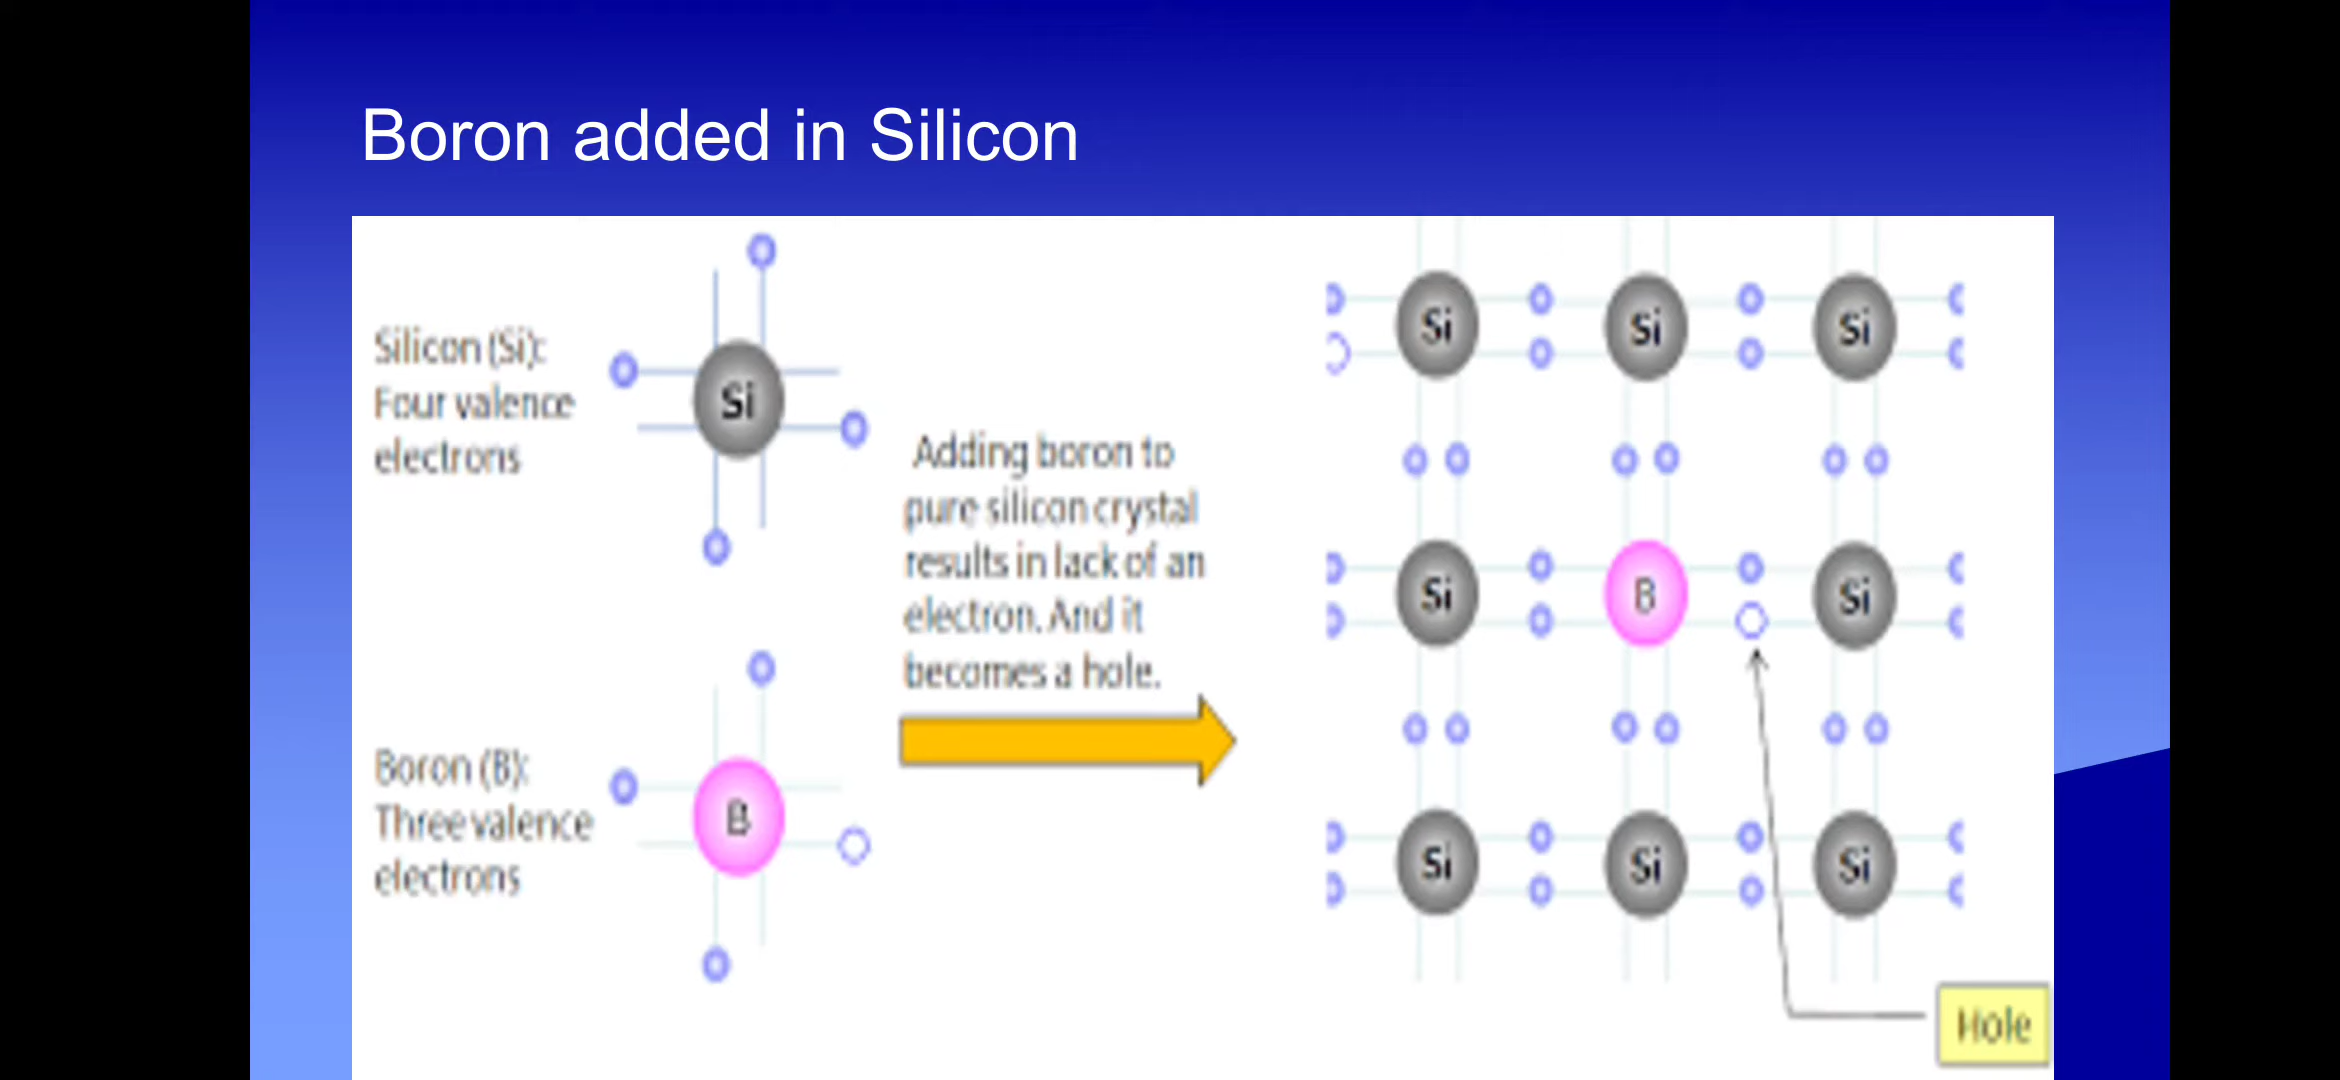 Boron added in Silicon
Silicon (Si):
Four valence
electrons
Si
Adding boron to
pure silicon crystal
results in lack of an
electron. And it
becomes a hole.
Boron (B):
Three valence
electrons
B
Si Si Si
Si B Si
Si Si Si
Hole